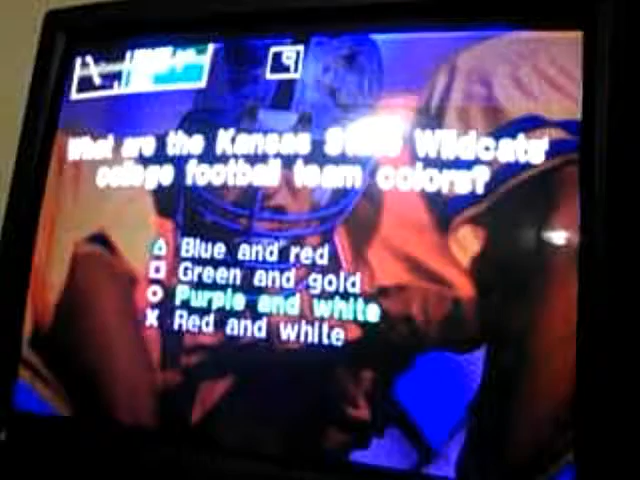 9
What are the Kansas State Wildcats'
college football team colors?
Blue and red
Green and gold
Purple and white
X Red and white